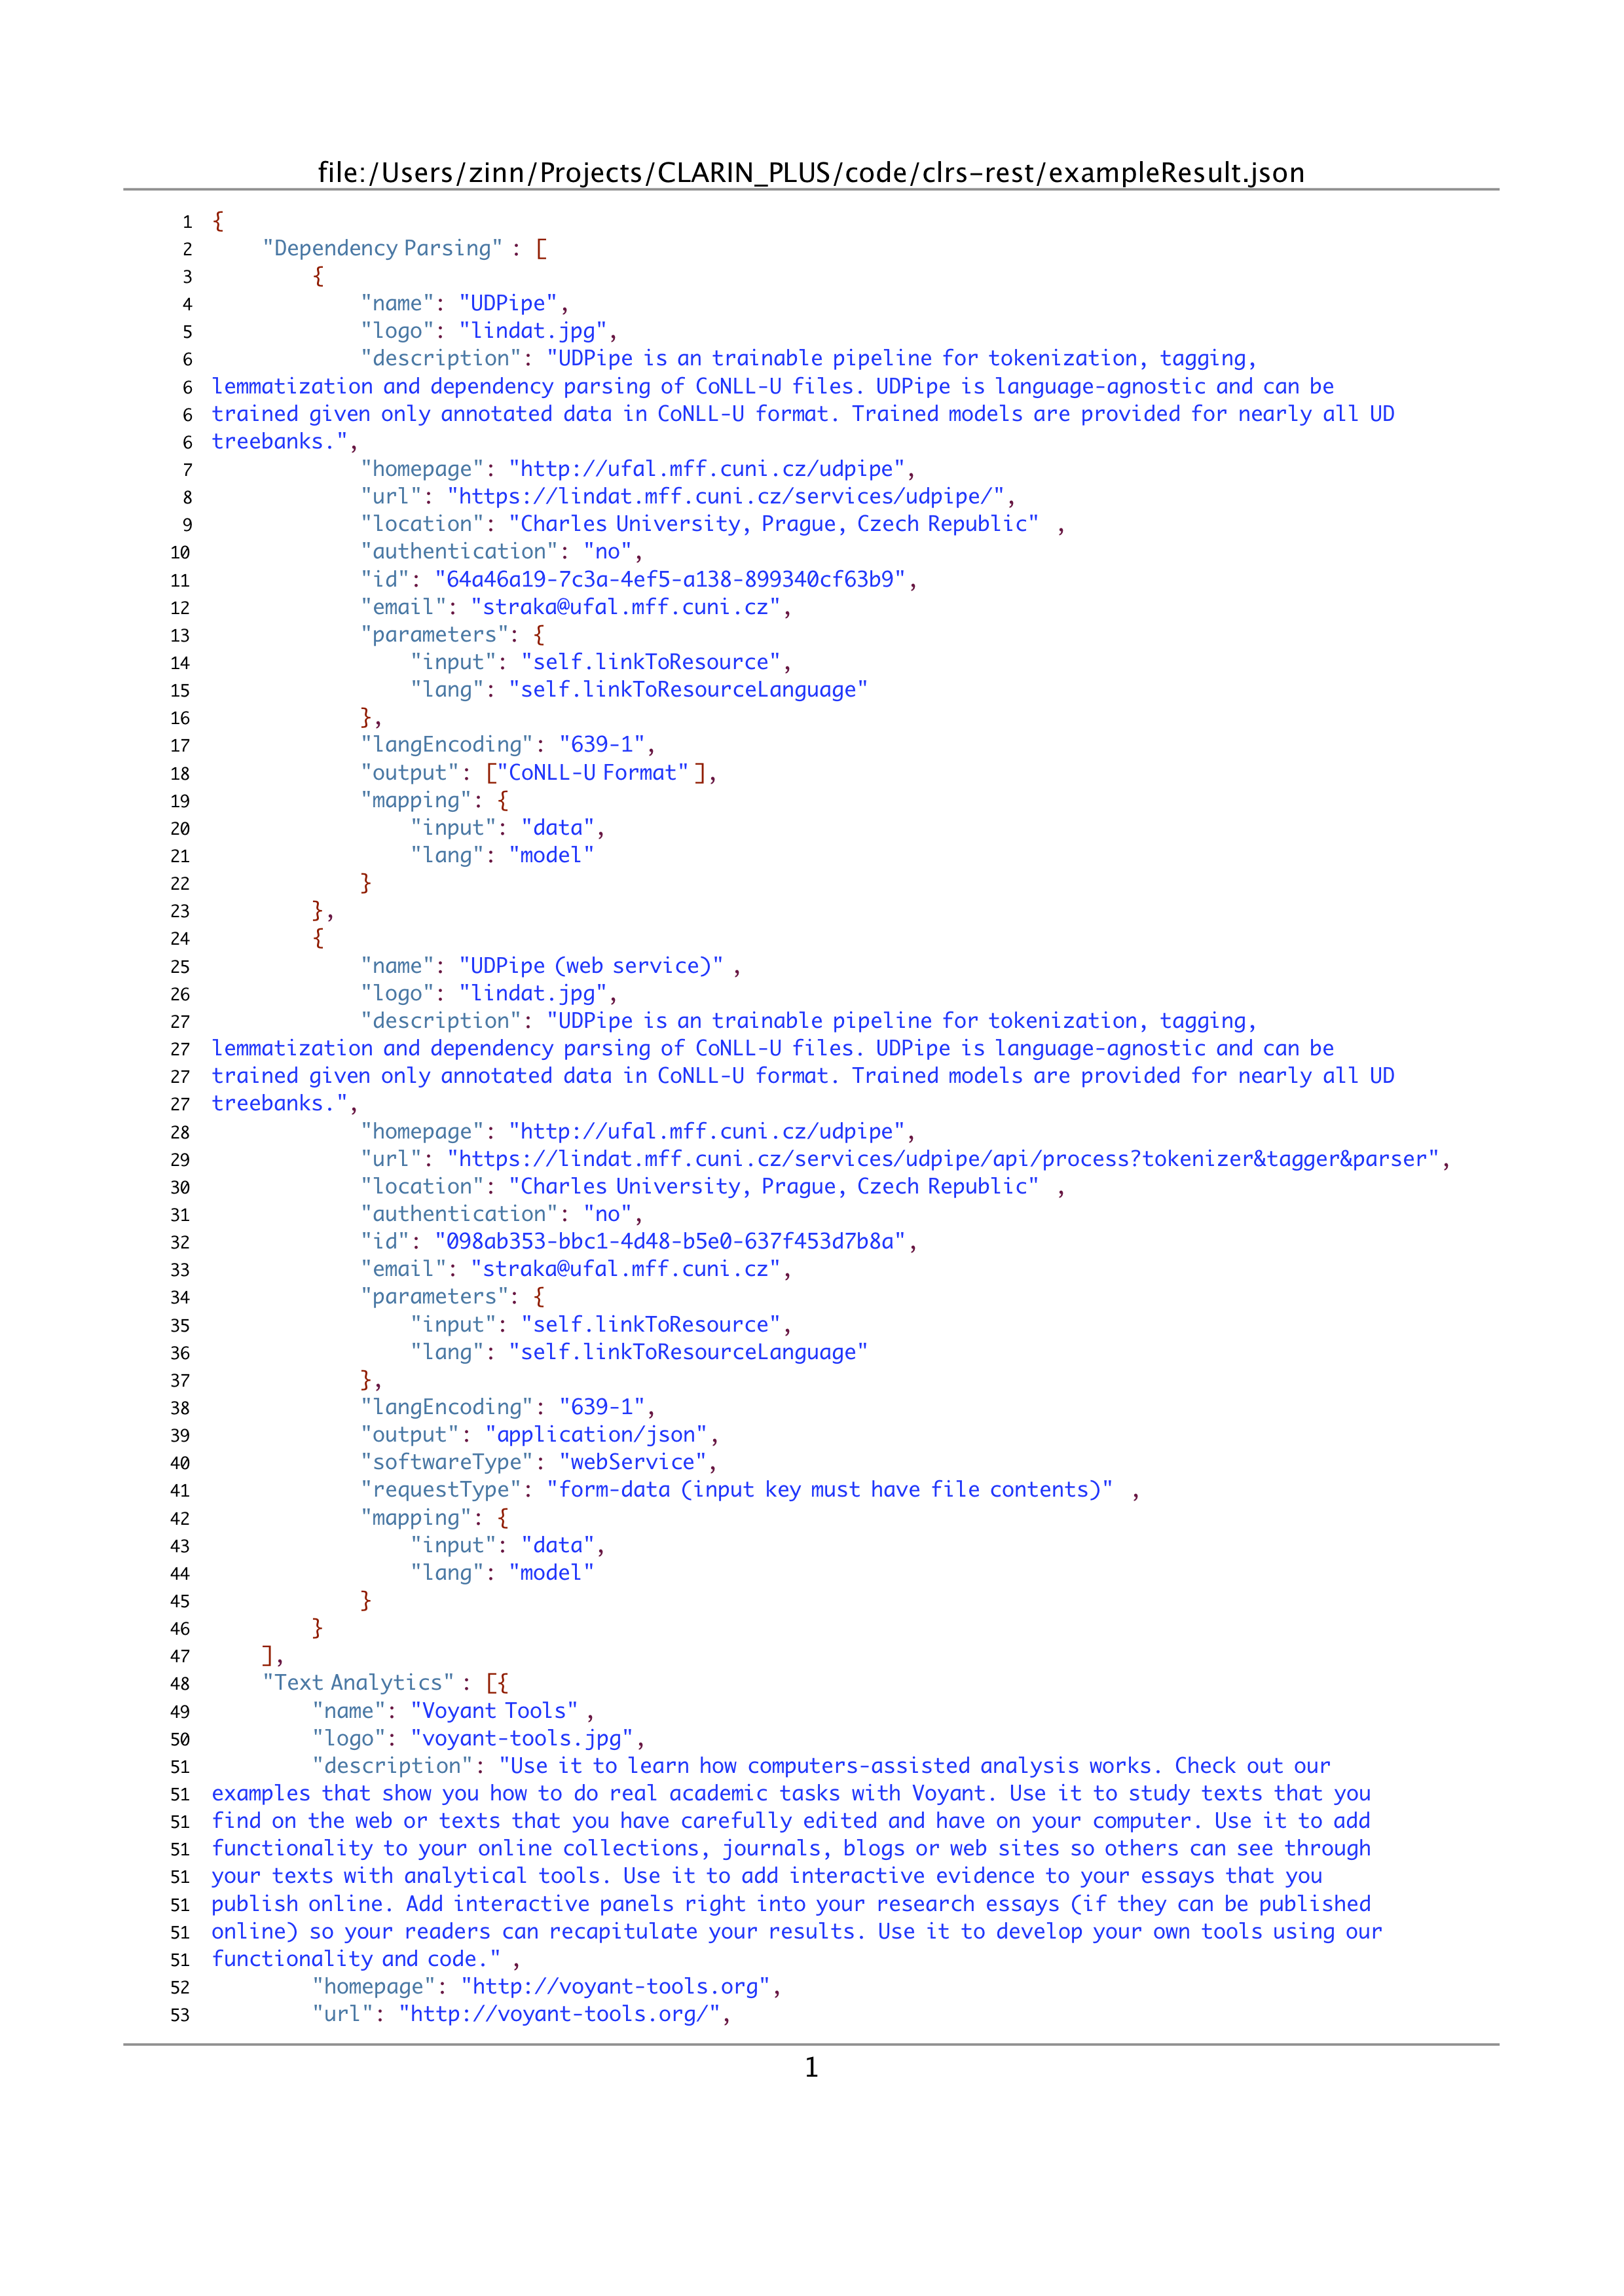 file:/Users/zinn/Projects/CLARIN_PLUS/code/clrs-rest/exampleResult.json
1 {
2 "Dependency Parsing" : [
3 {
4 "name": "UDPipe",
5 "logo": "lindat.jpg",
6 "description": "UDPipe is an trainable pipeline for tokenization, tagging,
6 lemmatization and dependency parsing of CoNLL-U files. UDPipe is language-agnostic and can be
6 trained given only annotated data in CoNLL-U format. Trained models are provided for nearly all UD
6 treebanks.",
7 "homepage": "http://ufal.mff.cuni.cz/udpipe",
8 "url": "https://lindat.mff.cuni.cz/services/udpipe/",
9 "location": "Charles University, Prague, Czech Republic" ,
10 "authentication": "no",
11 "id": "64a46a19-7c3a-4ef5-a138-899340cf63b9",
12 "email": "straka@ufal.mff.cuni.cz",
13 "parameters": {
14 "input": "self.linkToResource",
15 "lang": "self.linkToResourceLanguage"
16 },
17 "langEncoding": "639-1",
18 "output": ["CoNLL-U Format" ],
19 "mapping": {
20 "input": "data",
21 "lang": "model"
22 }
23 },
24 {
25 "name": "UDPipe (web service)" ,
26 "logo": "lindat.jpg",
27 "description": "UDPipe is an trainable pipeline for tokenization, tagging,
27 lemmatization and dependency parsing of CoNLL-U files. UDPipe is language-agnostic and can be
27 trained given only annotated data in CoNLL-U format. Trained models are provided for nearly all UD
27 treebanks.",
28 "homepage": "http://ufal.mff.cuni.cz/udpipe",
29 "url": "https://lindat.mff.cuni.cz/services/udpipe/api/process?tokenizer&tagger&parser",
30 "location": "Charles University, Prague, Czech Republic" ,
31 "authentication": "no",
32 "id": "098ab353-bbc1-4d48-b5e0-637f453d7b8a",
33 "email": "straka@ufal.mff.cuni.cz",
34 "parameters": {
35 "input": "self.linkToResource",
36 "lang": "self.linkToResourceLanguage"
37 },
38 "langEncoding": "639-1",
39 "output": "application/json",
40 "softwareType": "webService",
41 "requestType": "form-data (input key must have file contents)" ,
42 "mapping": {
43 "input": "data",
44 "lang": "model"
45 }
46 }
47 ],
48 "Text Analytics" : [{
49 "name": "Voyant Tools" ,
50 "logo": "voyant-tools.jpg",
51 "description": "Use it to learn how computers-assisted analysis works. Check out our
51 examples that show you how to do real academic tasks with Voyant. Use it to study texts that you
51 find on the web or texts that you have carefully edited and have on your computer. Use it to add
51 functionality to your online collections, journals, blogs or web sites so others can see through
51 your texts with analytical tools. Use it to add interactive evidence to your essays that you
51 publish online. Add interactive panels right into your research essays (if they can be published
51 online) so your readers can recapitulate your results. Use it to develop your own tools using our
51 functionality and code." ,
52 "homepage": "http://voyant-tools.org",
53 "url": "http://voyant-tools.org/",
1